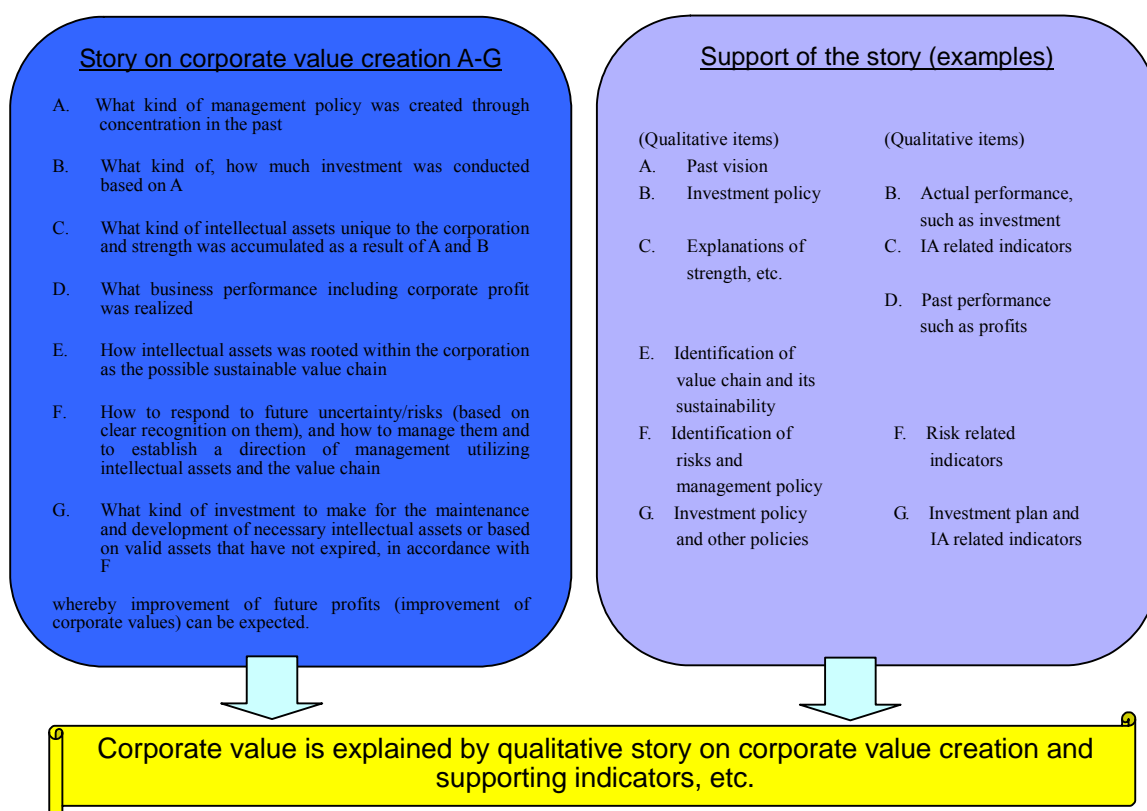 Story on corporate value creation A-G
A. What kind of management policy was created through
concentration in the past
B. What kind of, how much investment was conducted
based on A
C. What kind of intellectual assets unique to the corporation
and strength was accumulated as a result of A and B
D. What business performance including corporate profit
was realized
E. How intellectual assets was rooted within the corporation
as the possible sustainable value chain
F. How to respond to future uncertainty/risks (based on
clear recognition on them), and how to manage them and
to establish a direction of management utilizing
intellectual assets and the value chain
G. What kind of investment to make for the maintenance
and development of necessary intellectual assets or based
on valid assets that have not expired, in accordance with
F
whereby improvement of future profits (improvement of
corporate values) can be expected.
Support of the story (examples)
(Qualitative items)
A. Past vision
B. Investment policy
C. Explanations of
strength, etc.
E. Identification of
value chain and its
sustainability
F. Identification of
risks and
management policy
G. Investment policy
and other policies
(Qualitative items)
B. Actual performance,
such as investment
C. IA related indicators
D. Past performance
such as profits
F. Risk related
indicators
G. Investment plan and
IA related indicators
Corporate value is explained by qualitative story on corporate value creation and
supporting indicators, etc.